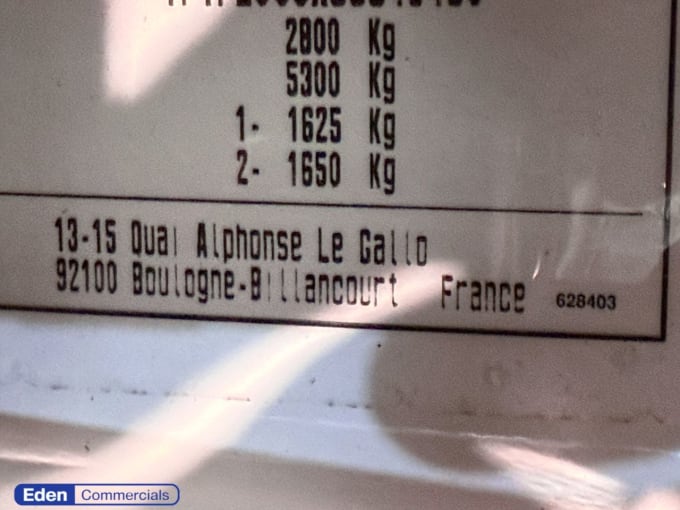 2800 Kg
5300 Kg
1- 1625 Kg
2- 1650 Kg
13-15 Quai Alphonse Le Gallo
92100 Boulogne-Billancourt France 628403
Eden Commercials